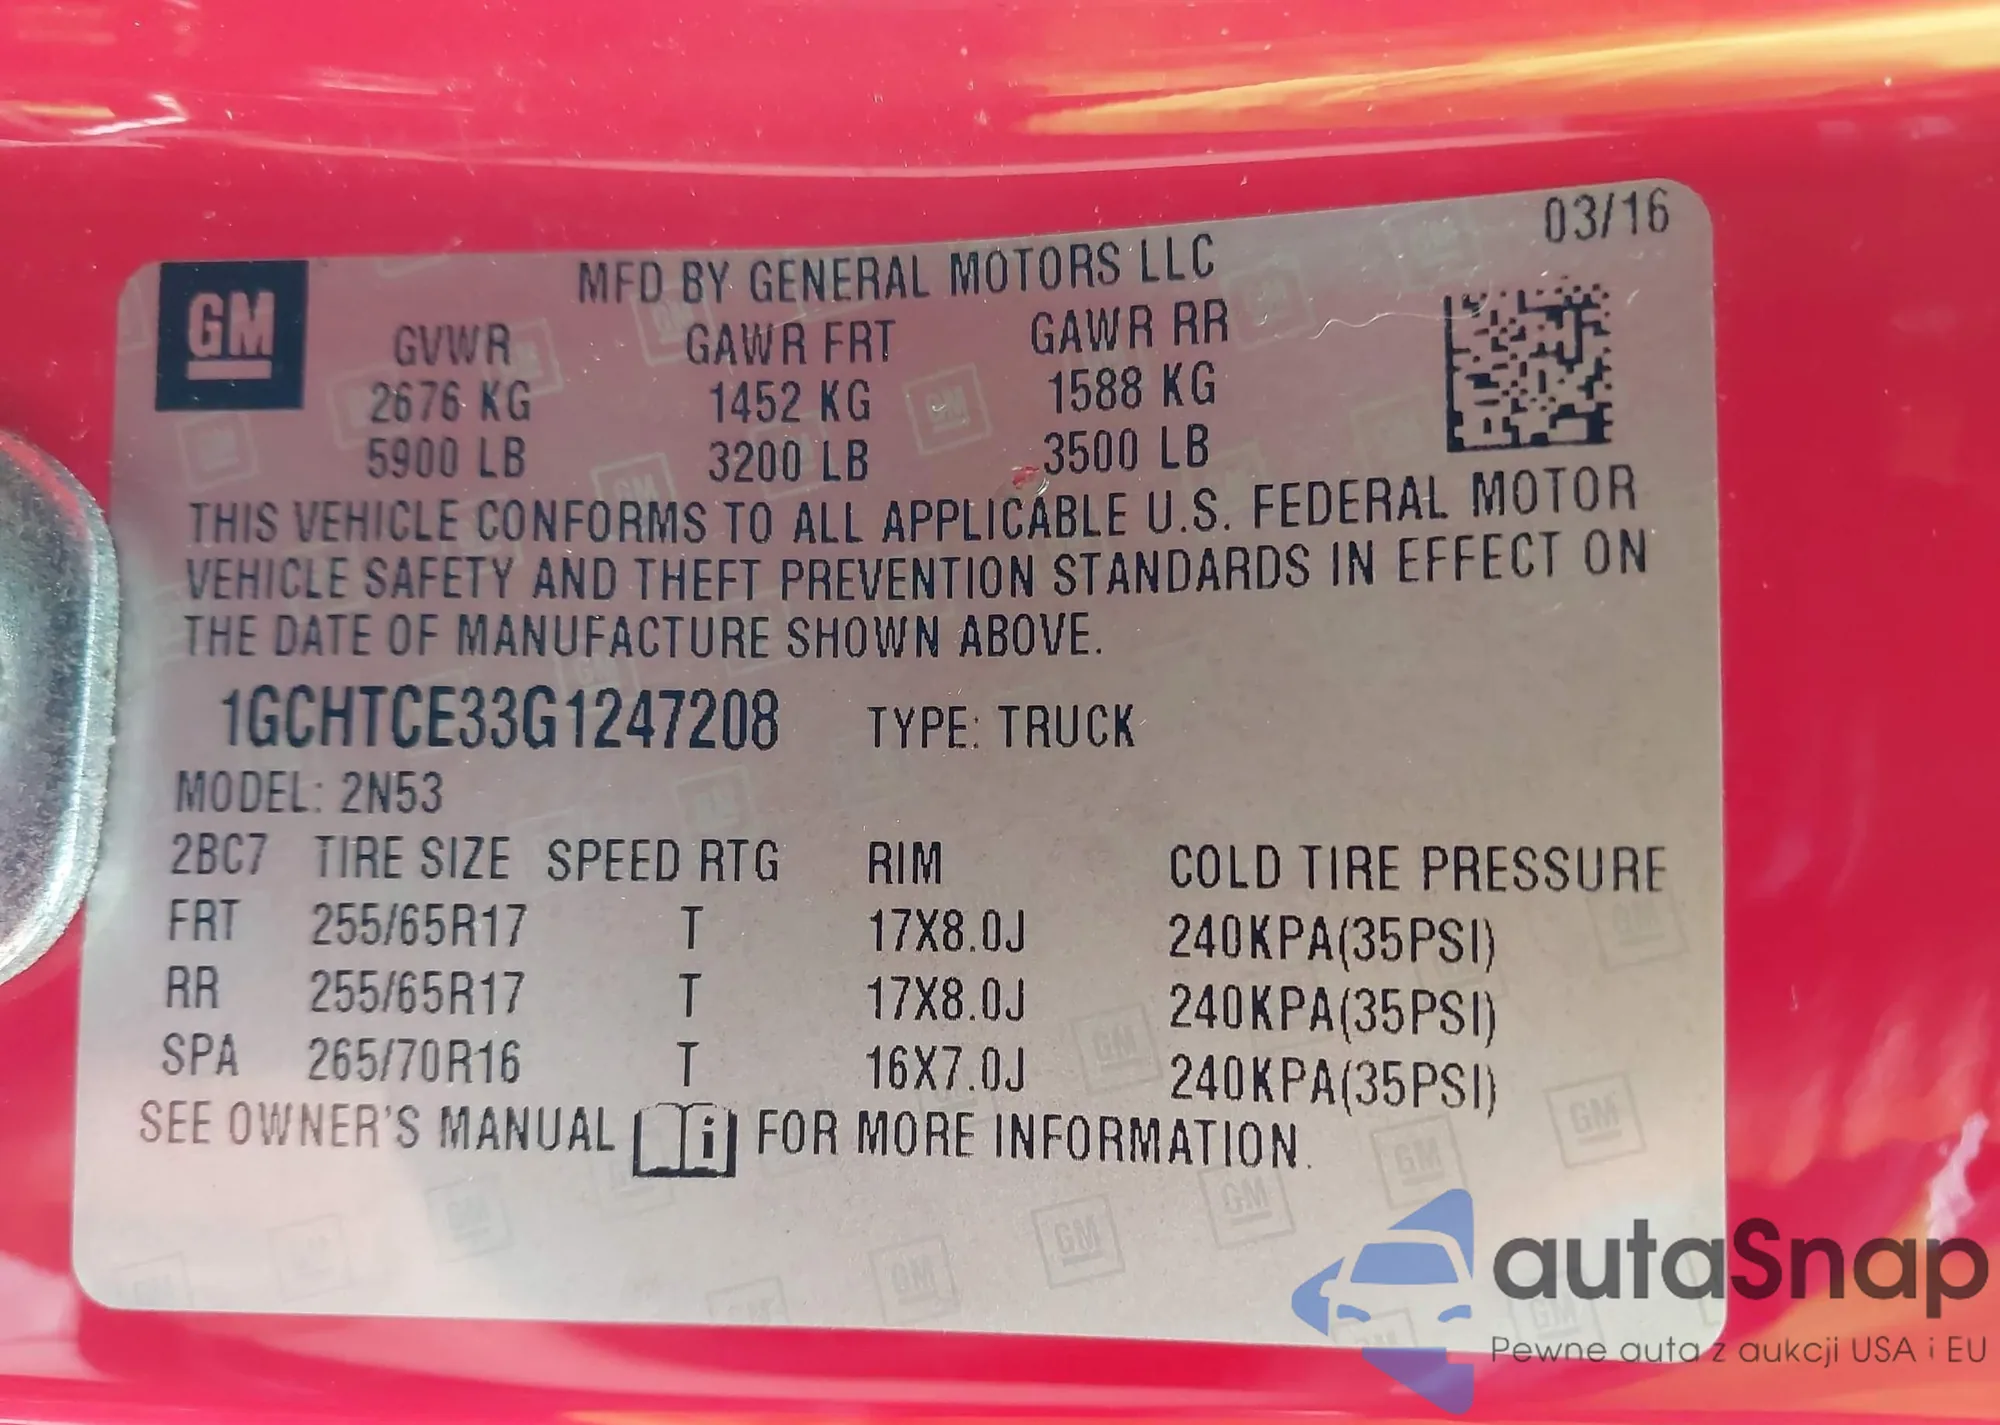 03/16
GM
MFD BY GENERAL MOTORS LLC
GVWR GAWR FRT GAWR RR
2676 KG 1452 KG 1588 KG
5900 LB 3200 LB 3500 LB
THIS VEHICLE CONFORMS TO ALL APPLICABLE U.S. FEDERAL MOTOR
VEHICLE SAFETY AND THEFT PREVENTION STANDARDS IN EFFECT ON
THE DATE OF MANUFACTURE SHOWN ABOVE.
1GCHTCE33G1247208 TYPE: TRUCK
MODEL: 2N53
2BC7 TIRE SIZE SPEED RTG RIM COLD TIRE PRESSURE
FRT 255/65R17 T 17X8.0J 240KPA(35PSI)
RR 255/65R17 T 17X8.0J 240KPA(35PSI)
SPA 265/70R16 T 16X7.0J 240KPA(35PSI)
SEE OWNER'S MANUAL i FOR MORE INFORMATION.
autaSnap
Pewne auta z aukcji USA i EU